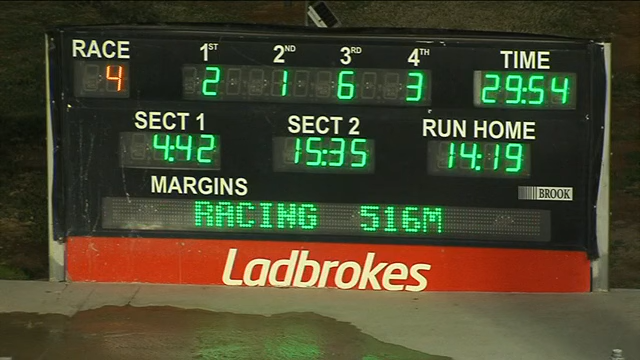 RACE 1ST 2ND 3RD 4TH TIME
4 2 1 6 3 29:54
SECT 1 SECT 2 RUN HOME
4:42 15:35 14:19
MARGINS
BROOK
RACING 516M
Ladbrokes